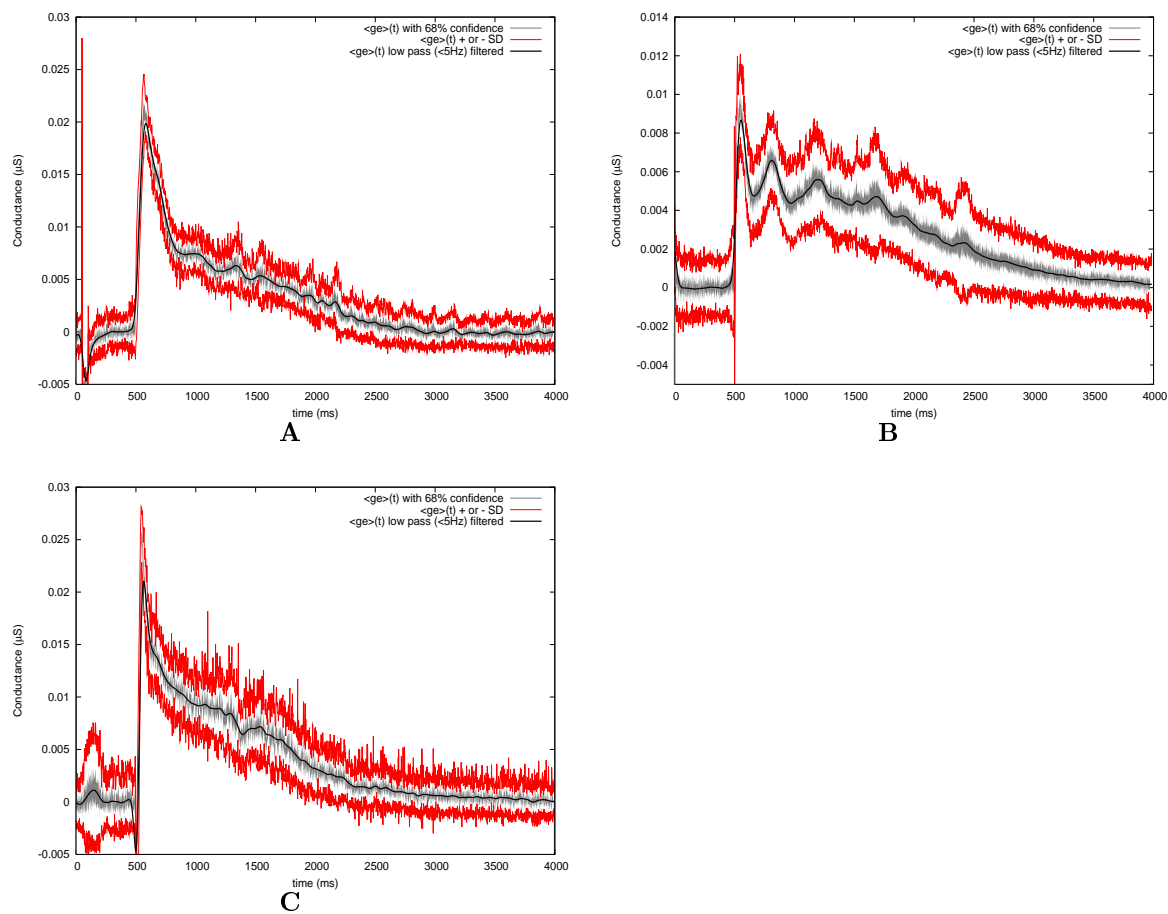 0.03
0.025
0.02
0.015
0.01
0.005
0
-0.005
0 500 1000 1500 2000 2500 3000 3500 4000
Conductance (µS)
time (ms)
<ge>(t) with 68% confidence
<ge>(t) + or - SD
<ge>(t) low pass (<5Hz) filtered
A
0.014
0.012
0.01
0.008
0.006
0.004
0.002
0
-0.002
-0.004
0 500 1000 1500 2000 2500 3000 3500 4000
Conductance (µS)
time (ms)
<ge>(t) with 68% confidence
<ge>(t) + or - SD
<ge>(t) low pass (<5Hz) filtered
B
0.03
0.025
0.02
0.015
0.01
0.005
0
-0.005
0 500 1000 1500 2000 2500 3000 3500 4000
Conductance (µS)
time (ms)
<ge>(t) with 68% confidence
<ge>(t) + or - SD
<ge>(t) low pass (<5Hz) filtered
C